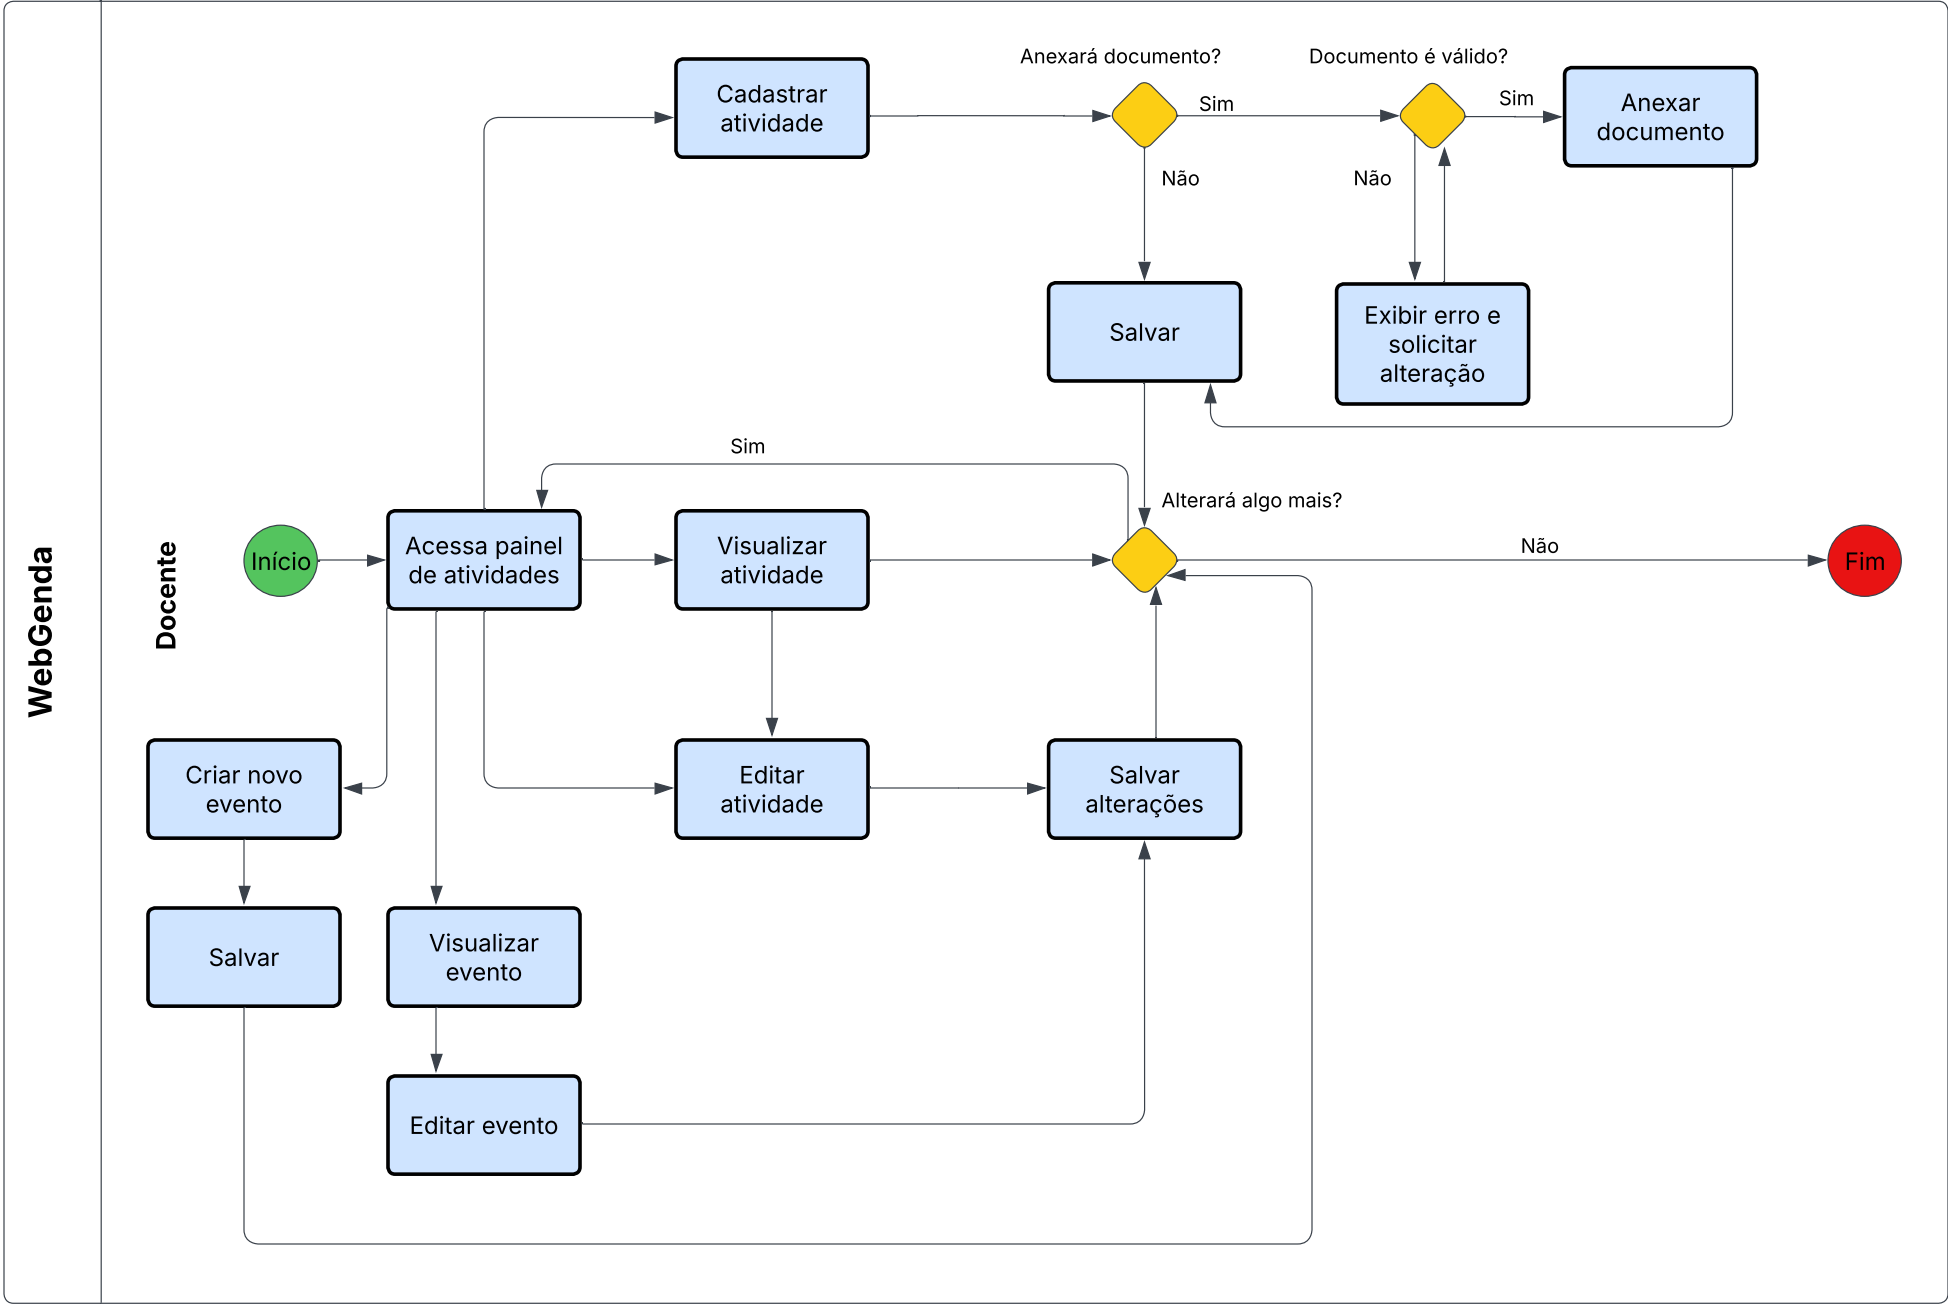 WebGenda
Docente
Anexará documento?
Documento é válido?
Cadastrar
atividade
Sim
Sim
Anexar
documento
Não
Não
Salvar
Exibir erro e
solicitar
alteração
Sim
Alterará algo mais?
Início
Acessa painel
de atividades
Visualizar
atividade
Não
Fim
Criar novo
evento
Editar
atividade
Salvar
alterações
Salvar
Visualizar
evento
Editar evento